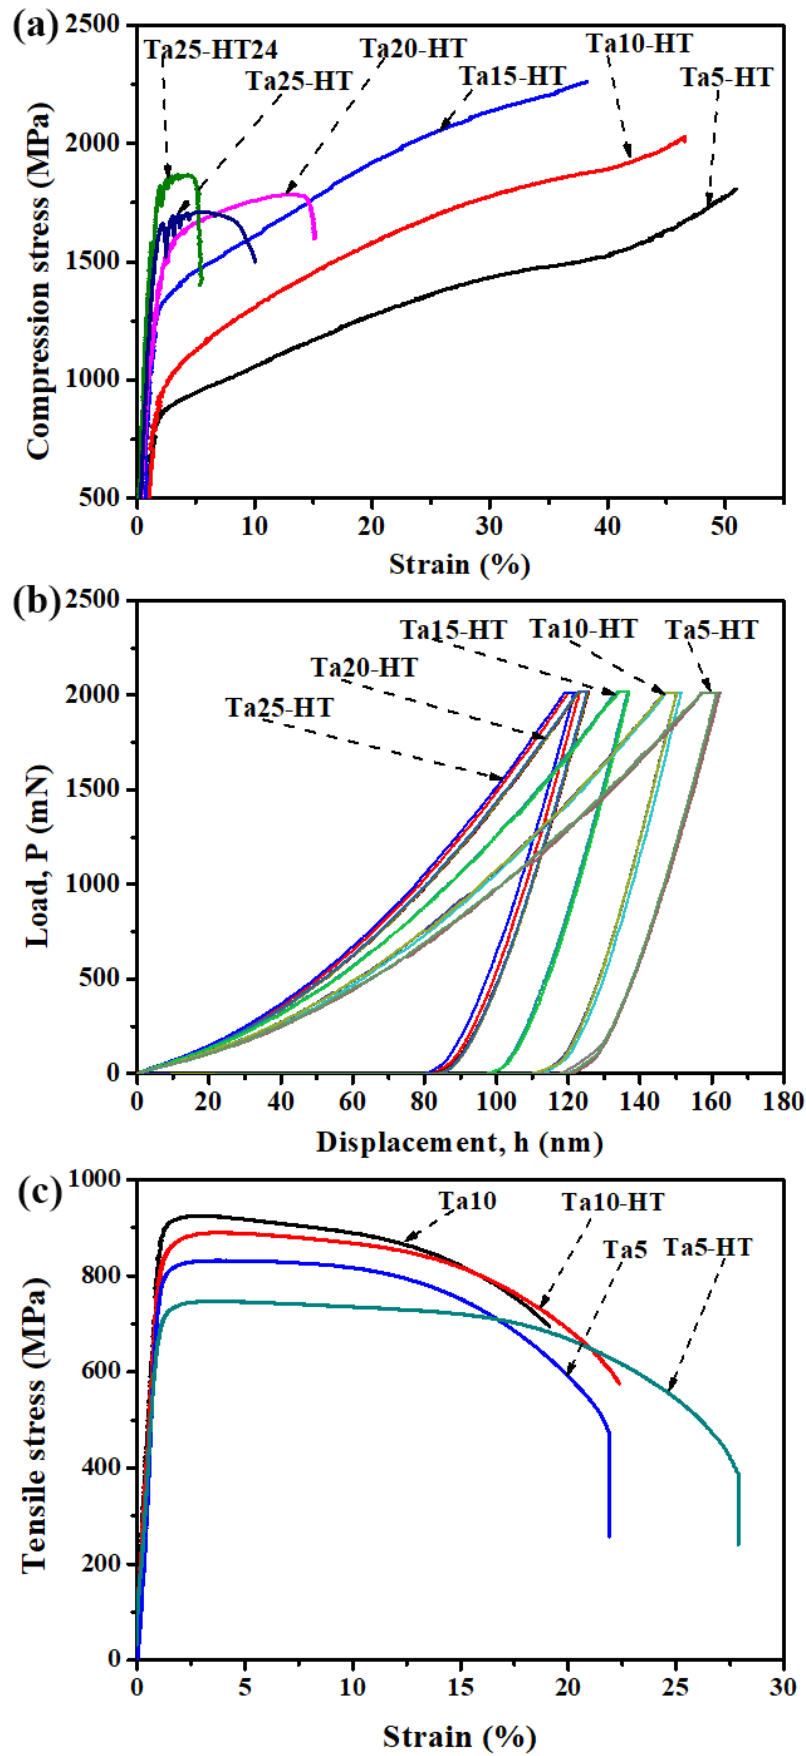 (a)
2500
2000
1500
1000
500
Compression stress (MPa)
Ta25-HT24
Ta25-HT
Ta20-HT
Ta15-HT
Ta10-HT
Ta5-HT
0 10 20 30 40 50
Strain (%)
(b)
2500
2000
1500
1000
500
0
Load, P (mN)
Ta15-HT
Ta10-HT
Ta5-HT
Ta20-HT
Ta25-HT
0 20 40 60 80 100 120 140 160 180
Displacement, h (nm)
(c)
1000
800
600
400
200
0
Tensile stress (MPa)
Ta10
Ta10-HT
Ta5
Ta5-HT
0 5 10 15 20 25 30
Strain (%)